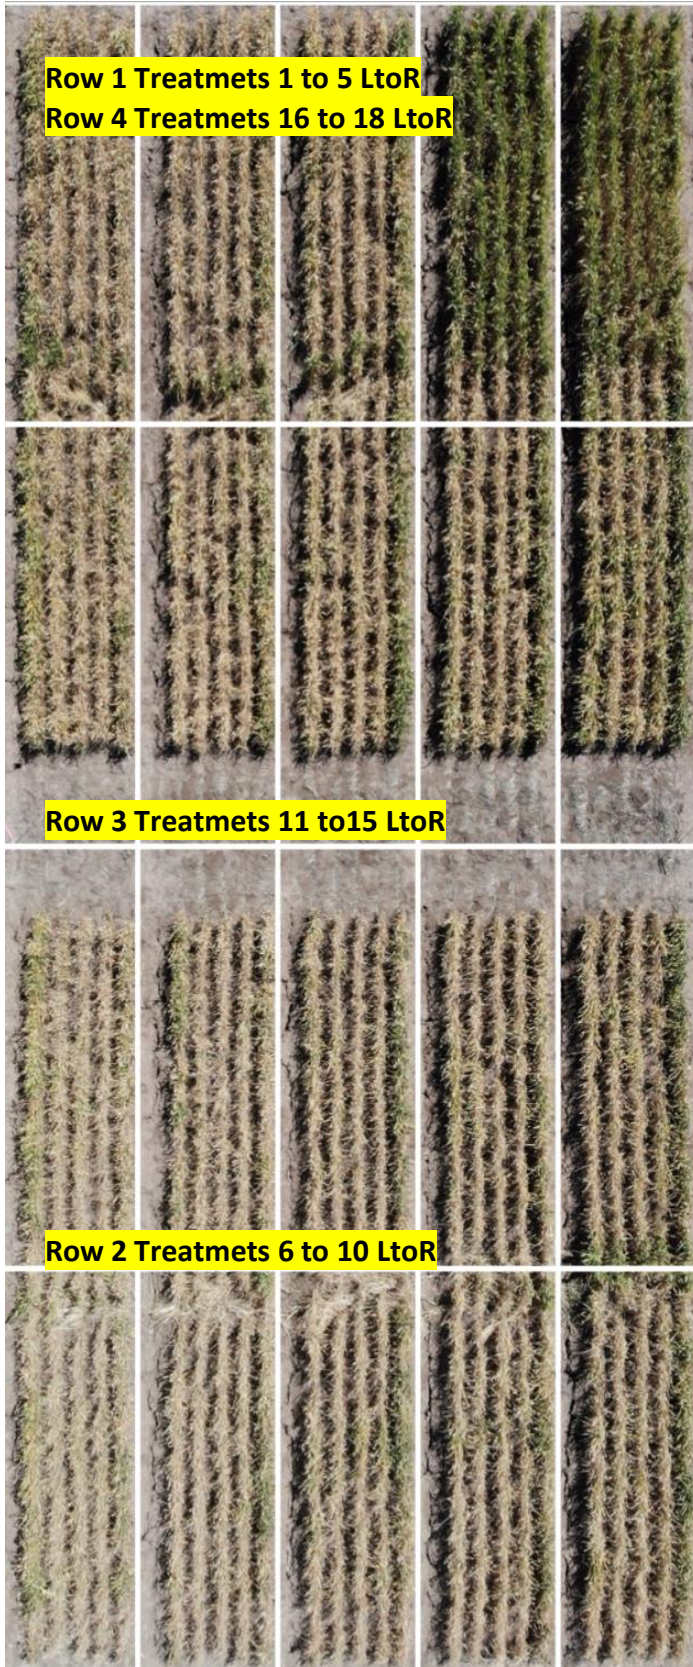 Row 1 Treatmets 1 to 5 LtoR
Row 4 Treatmets 16 to 18 LtoR
Row 3 Treatmets 11 to15 LtoR
Row 2 Treatmets 6 to 10 LtoR